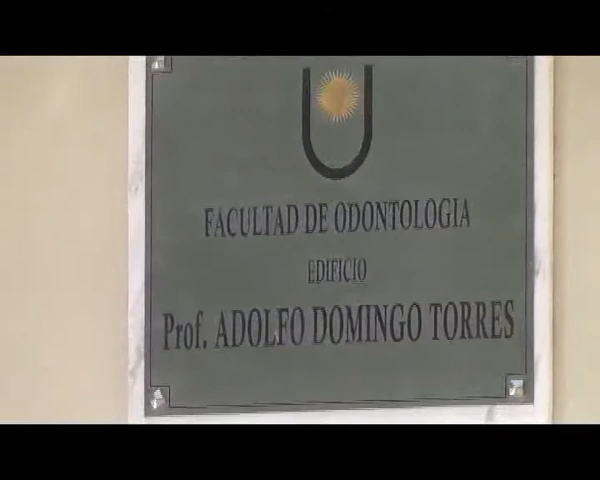 FACULTAD DE ODONTOLOGIA
EDIFICIO
Prof. ADOLFO DOMINGO TORRES